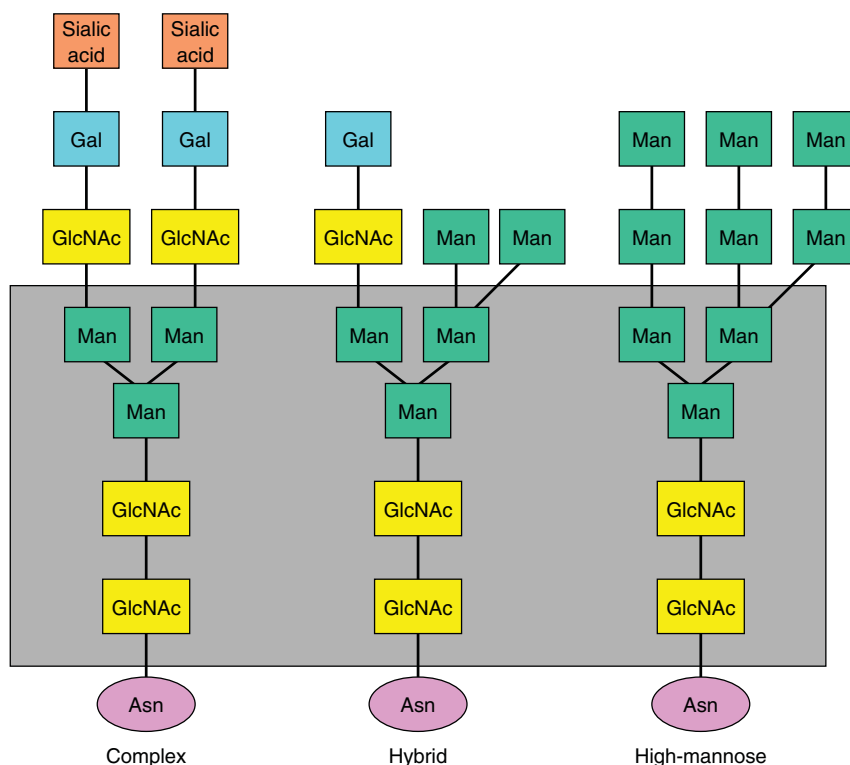 Sialic acid Sialic acid
Gal Gal Gal Man Man Man
GlcNAc GlcNAc GlcNAc Man Man Man Man Man
Man Man Man Man Man Man
Man Man Man
GlcNAc GlcNAc GlcNAc
GlcNAc GlcNAc GlcNAc
Asn Asn Asn
Complex Hybrid High-mannose